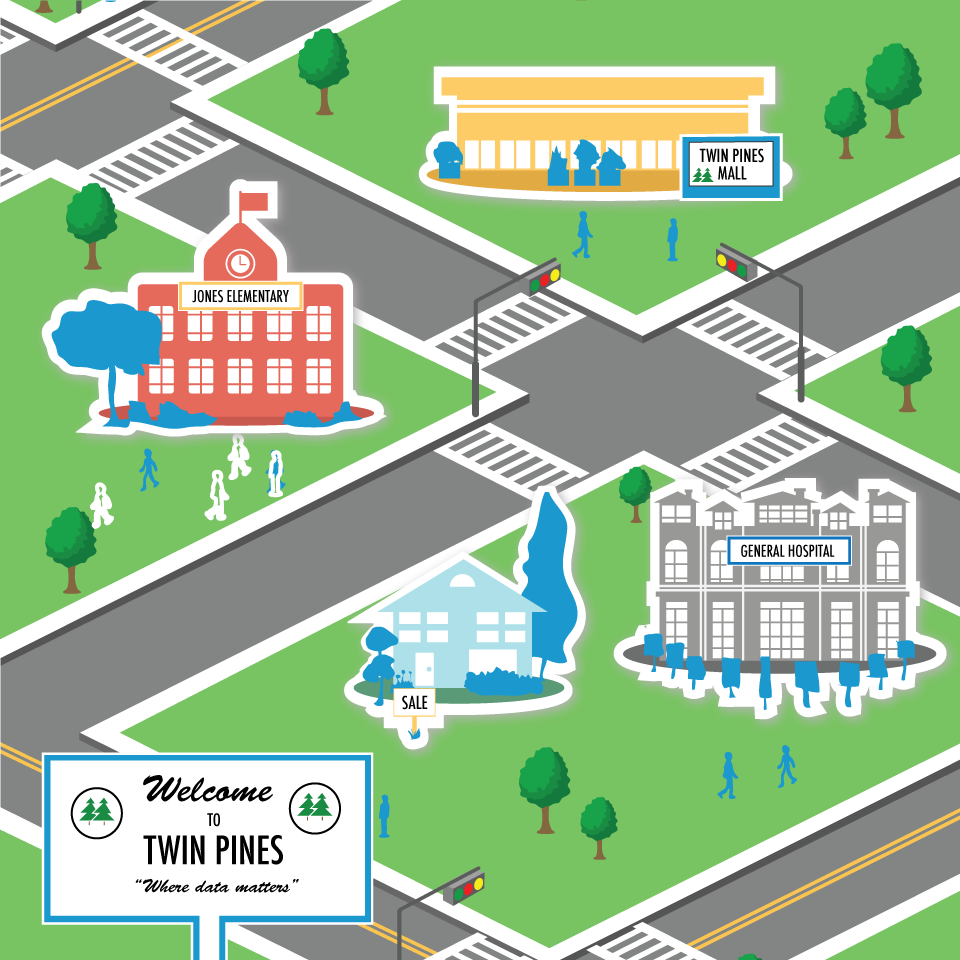 TWIN PINES
MALL
JONES ELEMENTARY
GENERAL HOSPITAL
SALE
Welcome
TO
TWIN PINES
"Where data matters"